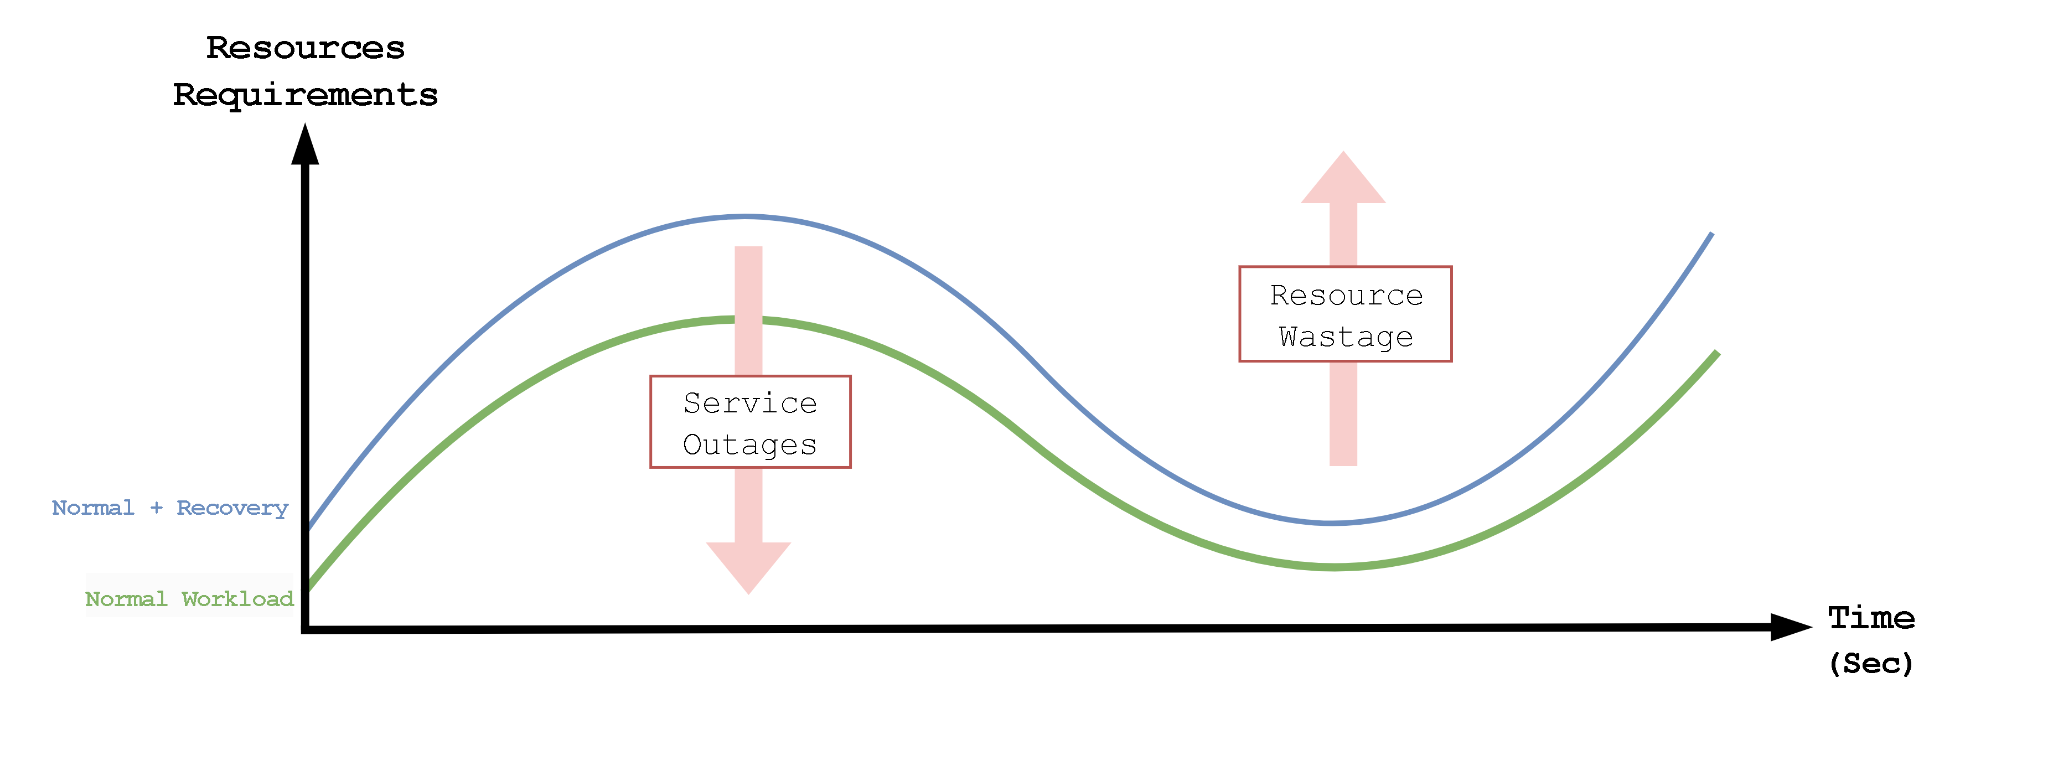 Resources
Requirements
Resource
Wastage
Service
Outages
Normal + Recovery
Normal Workload
Time
(Sec)